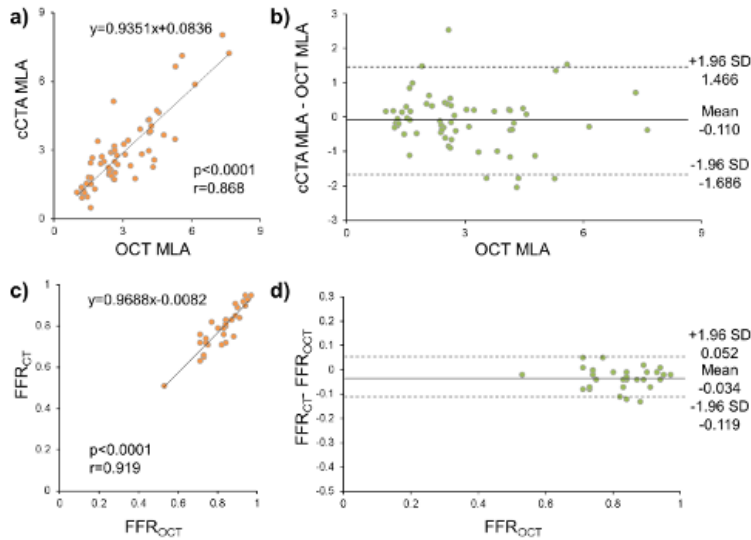 a)
y=0.9351x+0.0836
9
6
3
0
cCTA MLA
p<0.0001
r=0.868
0
3
6
9
OCT MLA
b)
3
2
1
0
-1
-2
-3
cCTA MLA - OCT MLA
+1.96 SD
1.466
Mean
-0.110
-1.96 SD
-1.686
0
3
6
9
OCT MLA
c)
y=0.9688x-0.0082
1
0.8
0.6
0.4
0.2
0
FFRCT
p<0.0001
r=0.919
0
0.2
0.4
0.6
0.8
1
FFROCT
d)
0.3
0.2
0.1
0
-0.1
-0.2
-0.3
-0.4
-0.5
FFRCT- FFROCT
+1.96 SD
0.052
Mean
-0.034
-1.96 SD
-0.119
0
0.2
0.4
0.6
0.8
1
FFROCT